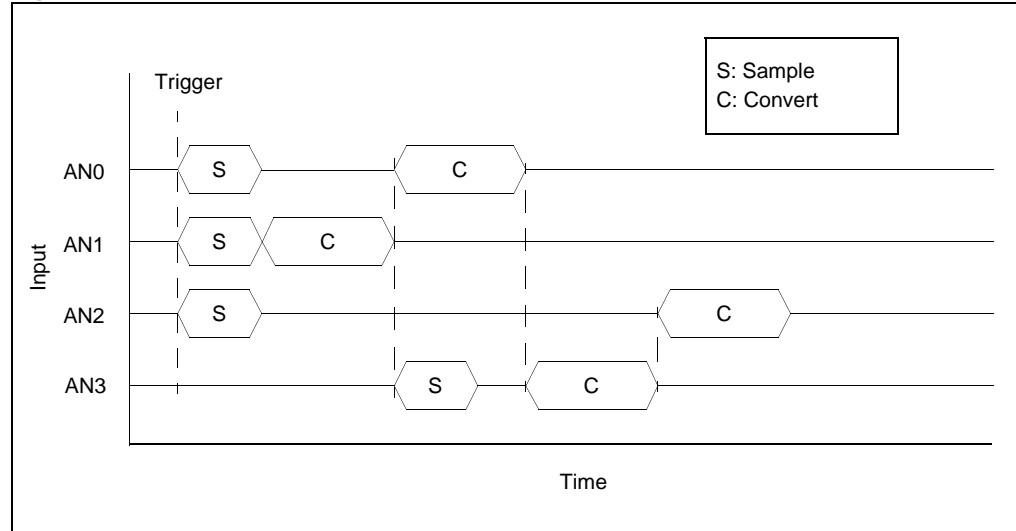 S: Sample
C: Convert
Trigger
AN0 S C
AN1 S C
AN2 S C
AN3 S C
Input
Time